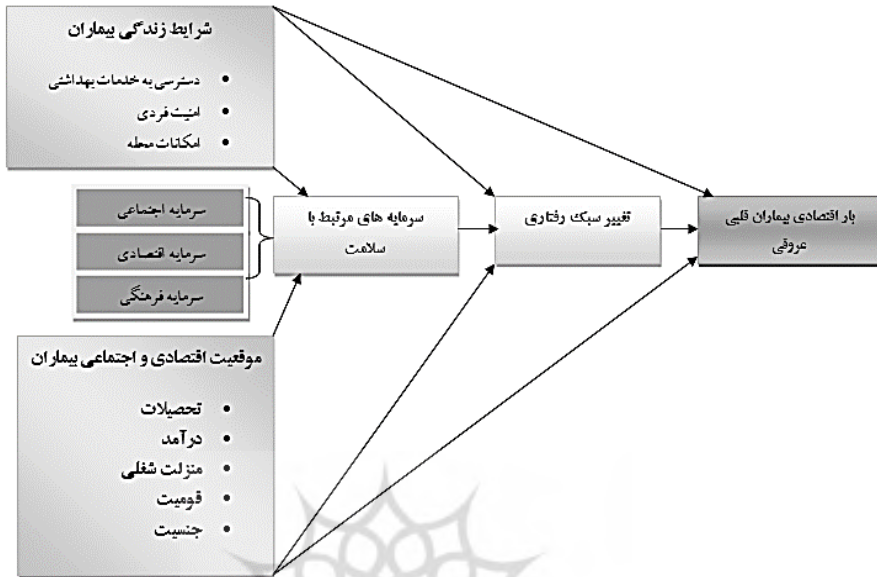 شرایط زندگی بیماران
• دسترسی به خدمات بهداشتی
• امنیت فردی
• امکانات محله
سرمایه اجتماعی
سرمایه اقتصادی
سرمایه فرهنگی
سرمایه های مرتبط با
سلامت
تغییر سبک رفتاری
بار اقتصادی بیماران قلبی
عروقی
موقعیت اقتصادی و اجتماعی بیماران
• تحصیلات
• درآمد
• منزلت شغلی
• قومیت
• جنسیت